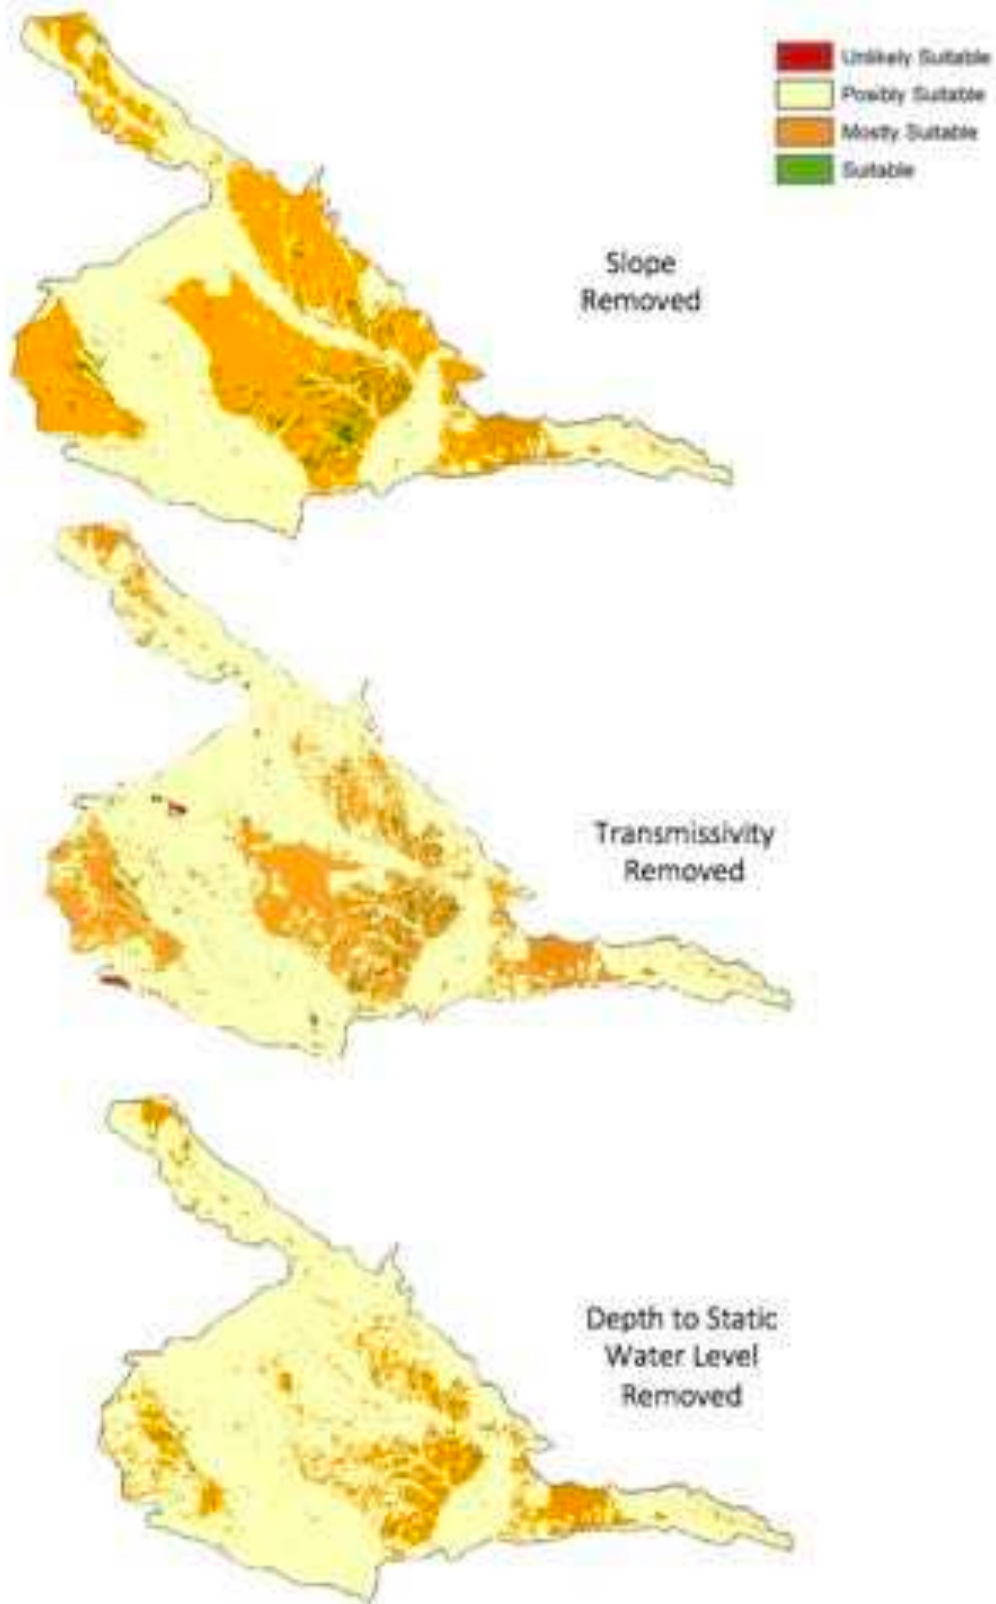 Unlikely Suitable
Posibly Suitable
Mostly Suitable
Suitable
Slope
Removed
Transmissivity
Removed
Depth to Static
Water Level
Removed